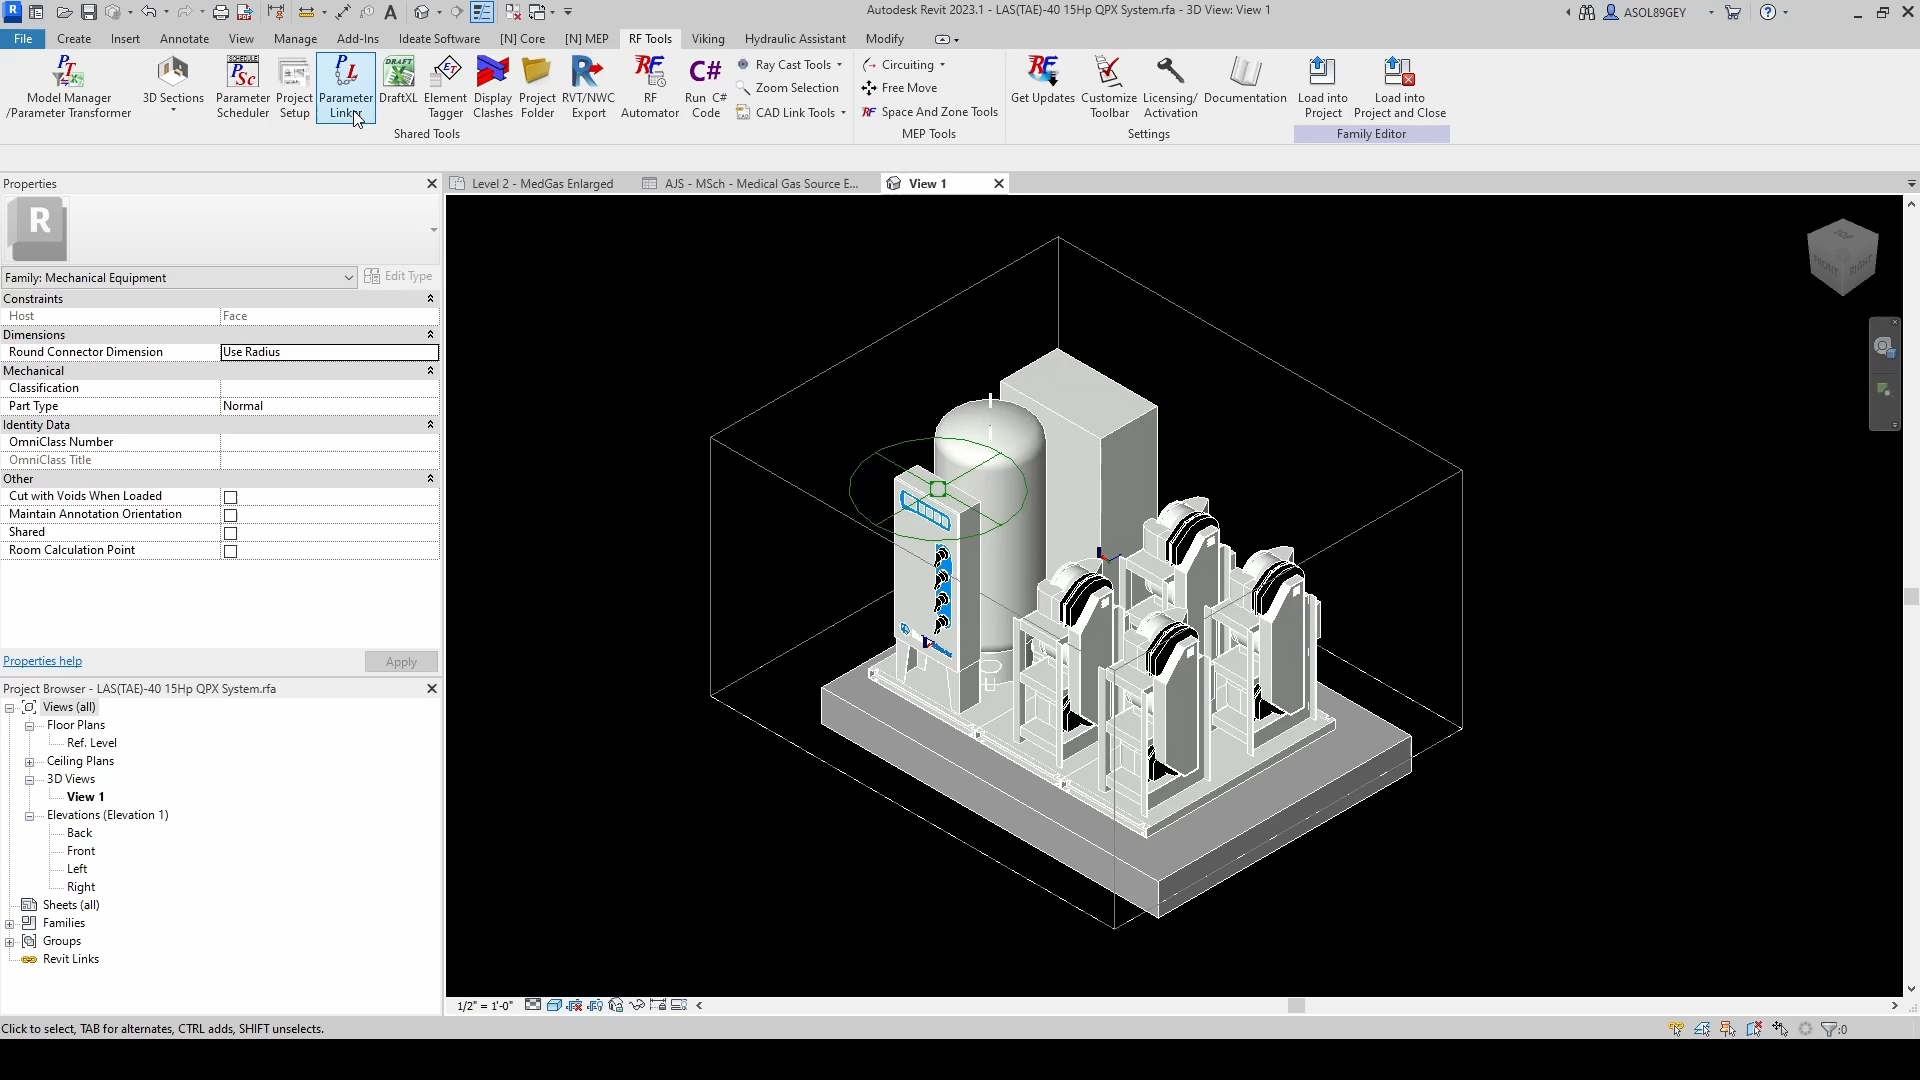 Autodesk Revit 2023.1 - LAS(TAE)-40 15Hp QPX System.rfa - 3D View: View 1
ASOL89GEY
File Create Insert Annotate View Manage Add-Ins Ideate Software [N] Core [N] MEP RF Tools Viking Hydraulic Assistant Modify
Model Manager
/Parameter Transformer
3D Sections
Parameter
Scheduler
Project
Setup
Parameter
Linker
DraftXL
Element
Tagger
Display
Clashes
Project
Folder
RVT/NWC
Export
RF
Automator
Run C#
Code
Ray Cast Tools
Zoom Selection
CAD Link Tools
Circuiting
Free Move
Space And Zone Tools
Get Updates
Customize
Toolbar
Licensing/
Activation
Documentation
Load into
Project
Load into
Project and Close
Shared Tools
MEP Tools
Settings
Family Editor
Properties
Level 2 - MedGas Enlarged
AJS - MSch - Medical Gas Source E...
View 1
R
Family: Mechanical Equipment
Edit Type
Constraints
Host Face
Dimensions
Round Connector Dimension Use Radius
Mechanical
Classification
Part Type Normal
Identity Data
OmniClass Number
OmniClass Title
Other
Cut with Voids When Loaded
Maintain Annotation Orientation
Shared
Room Calculation Point
Properties help
Apply
Project Browser - LAS(TAE)-40 15Hp QPX System.rfa
Views (all)
Floor Plans
Ref. Level
Ceiling Plans
3D Views
View 1
Elevations (Elevation 1)
Back
Front
Left
Right
Sheets (all)
Families
Groups
Revit Links
TOP
FRONT
RIGHT
1/2" = 1'-0"
Click to select, TAB for alternates, CTRL adds, SHIFT unselects.
:0